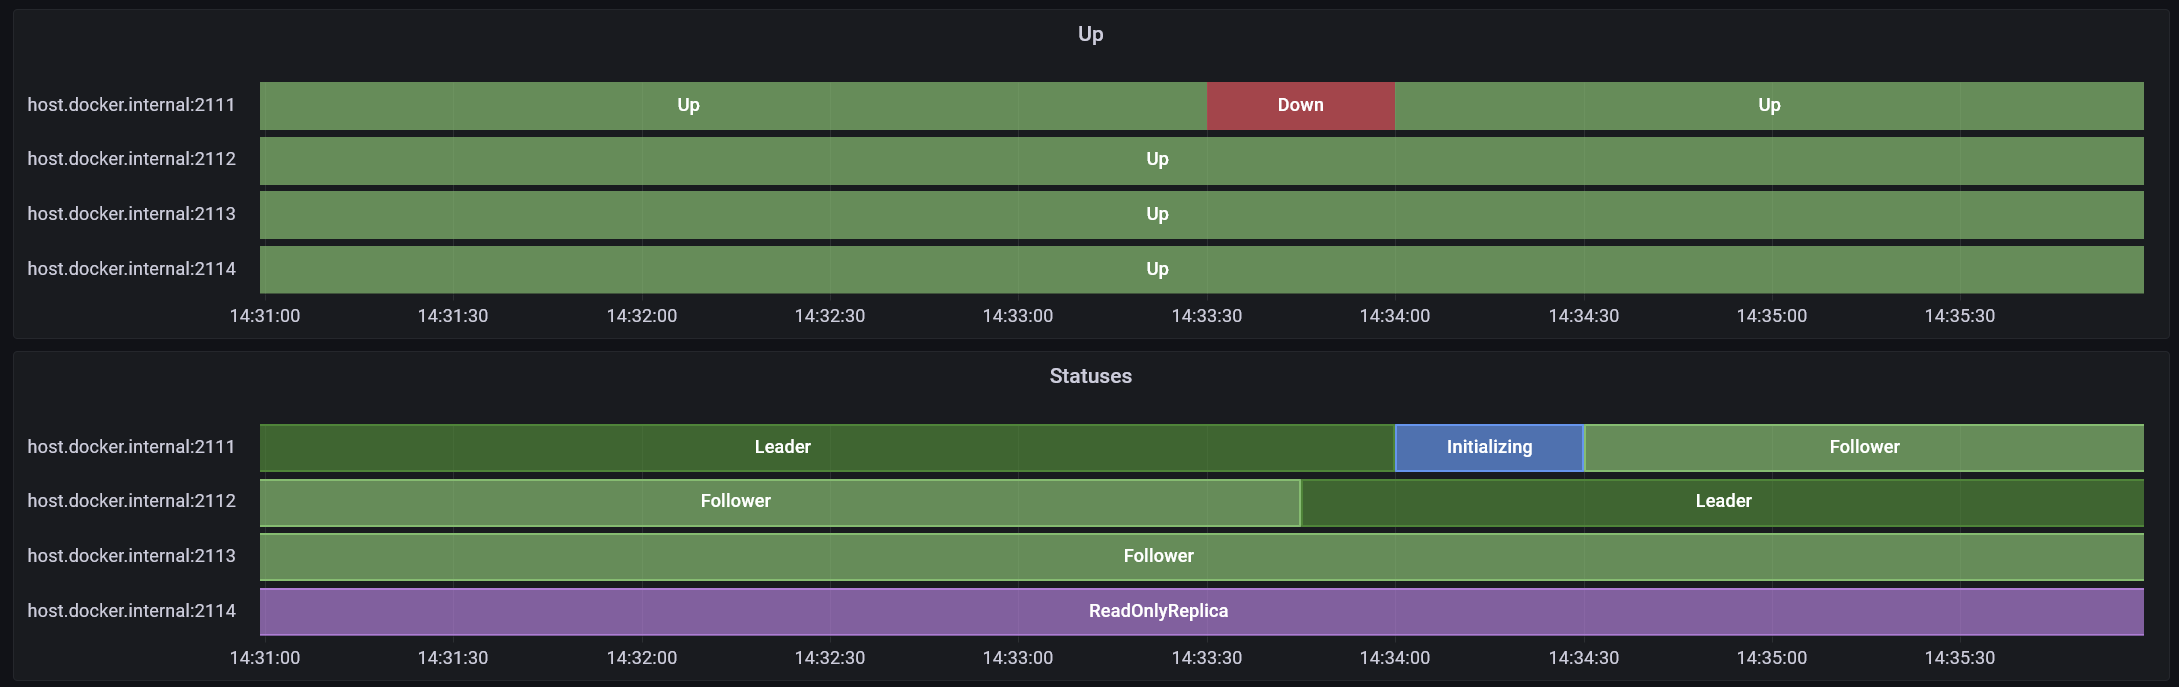 Up
host.docker.internal:2111 Up Down Up
host.docker.internal:2112 Up
host.docker.internal:2113 Up
host.docker.internal:2114 Up
14:31:00 14:31:30 14:32:00 14:32:30 14:33:00 14:33:30 14:34:00 14:34:30 14:35:00 14:35:30
Statuses
host.docker.internal:2111 Leader Initializing Follower
host.docker.internal:2112 Follower Leader
host.docker.internal:2113 Follower
host.docker.internal:2114 ReadOnlyReplica
14:31:00 14:31:30 14:32:00 14:32:30 14:33:00 14:33:30 14:34:00 14:34:30 14:35:00 14:35:30